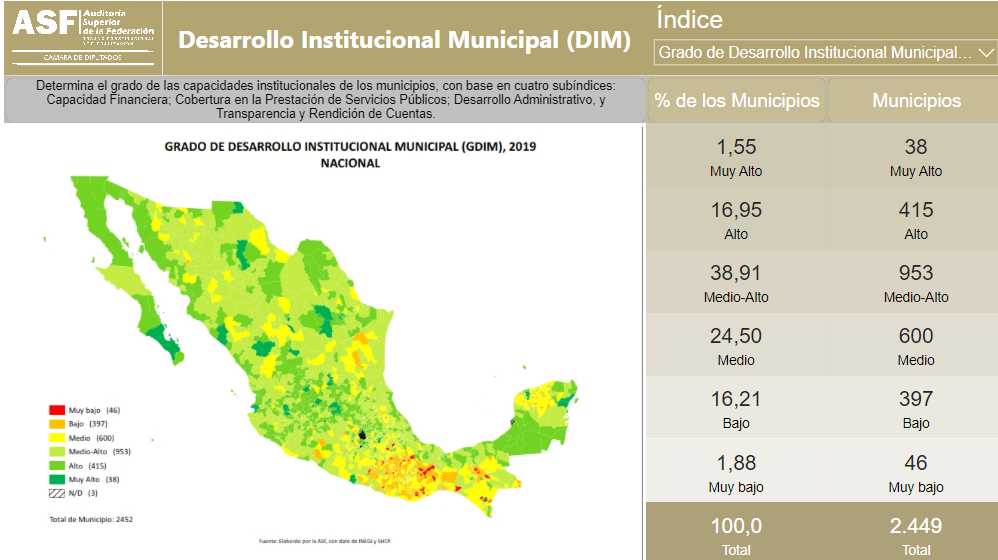 ASF
Auditoría
Superior
de la Federación
CÁMARA DE DIPUTADOS
Desarrollo Institucional Municipal (DIM)
Índice
Grado de Desarrollo Institucional Municipal...
Determina el grado de las capacidades institucionales de los municipios, con base en cuatro subíndices:
Capacidad Financiera; Cobertura en la Prestación de Servicios Públicos; Desarrollo Administrativo, y
Transparencia y Rendición de Cuentas.
% de los Municipios
Municipios
GRADO DE DESARROLLO INSTITUCIONAL MUNICIPAL (GDIM), 2019
NACIONAL
Muy bajo (46)
Bajo (397)
Medio (600)
Medio-Alto (953)
Alto (415)
Muy Alto (38)
N/D (3)
Total de Municipio: 2452
Fuente: Elaborado por la ASF, con dato de INEGI y SHCP.
1,55
Muy Alto
38
Muy Alto
16,95
Alto
415
Alto
38,91
Medio-Alto
953
Medio-Alto
24,50
Medio
600
Medio
16,21
Bajo
397
Bajo
1,88
Muy bajo
46
Muy bajo
100,0
Total
2.449
Total